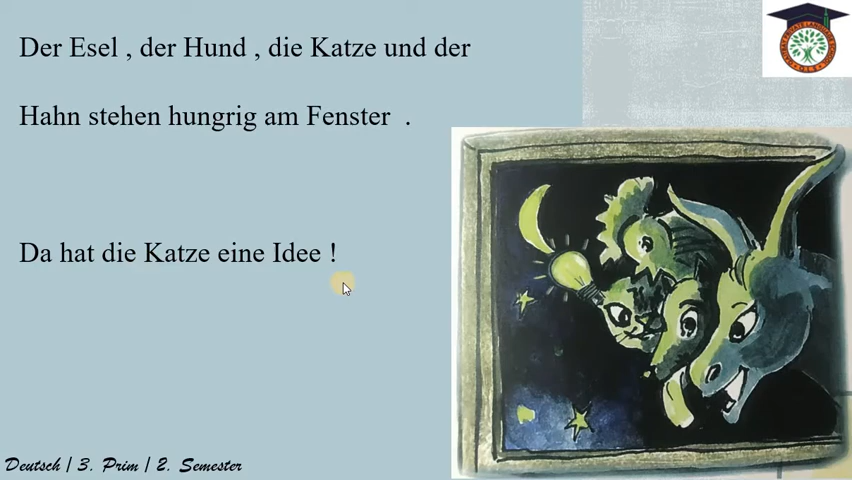 Der Esel , der Hund , die Katze und der
Hahn stehen hungrig am Fenster .
Da hat die Katze eine Idee !
Deutsch | 3. Prim | 2. Semester